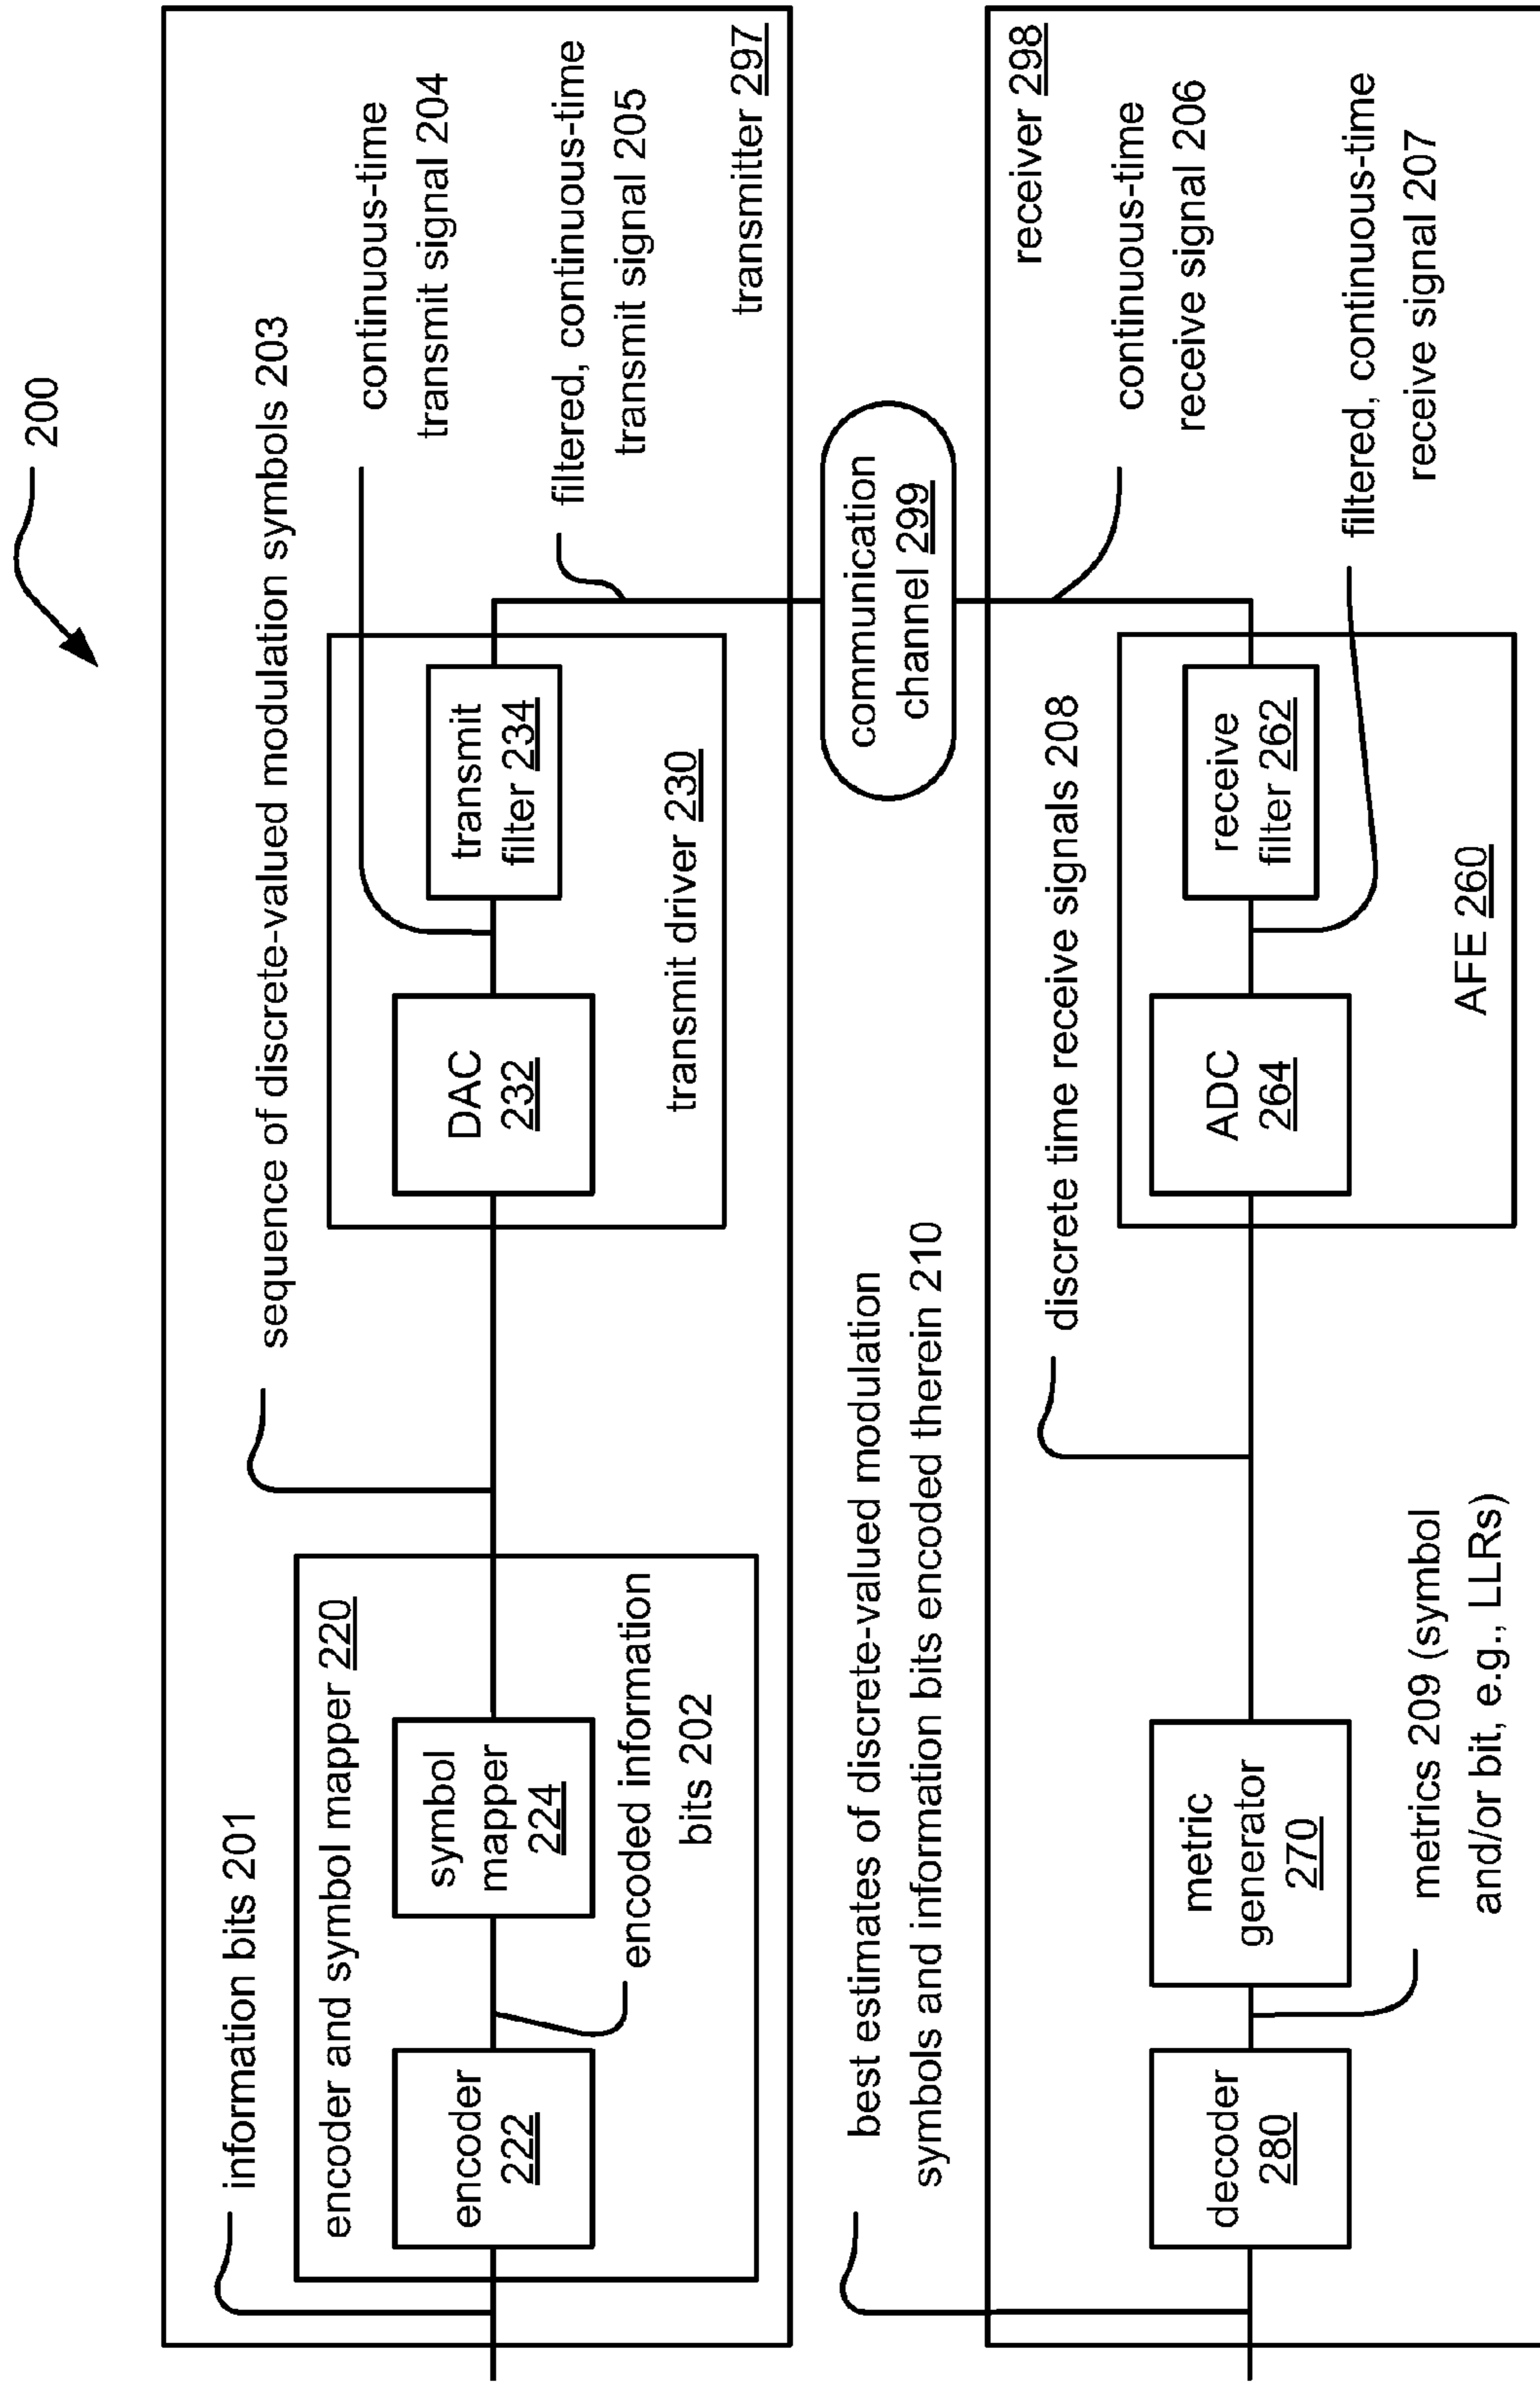 200
information bits 201
sequence of discrete-valued modulation symbols 203
encoder and symbol mapper 220
encoder
222
symbol
mapper
224
encoded information
bits 202
DAC
232
transmit
filter 234
transmit driver 230
continuous-time
transmit signal 204
filtered, continuous-time
transmit signal 205
transmitter 297
communication
channel 299
best estimates of discrete-valued modulation
symbols and information bits encoded therein 210
receiver 298
continuous-time
receive signal 206
discrete time receive signals 208
decoder
280
metric
generator
270
ADC
264
receive
filter 262
filtered, continuous-time
receive signal 207
metrics 209 (symbol
and/or bit, e.g., LLRs)
AFE 260